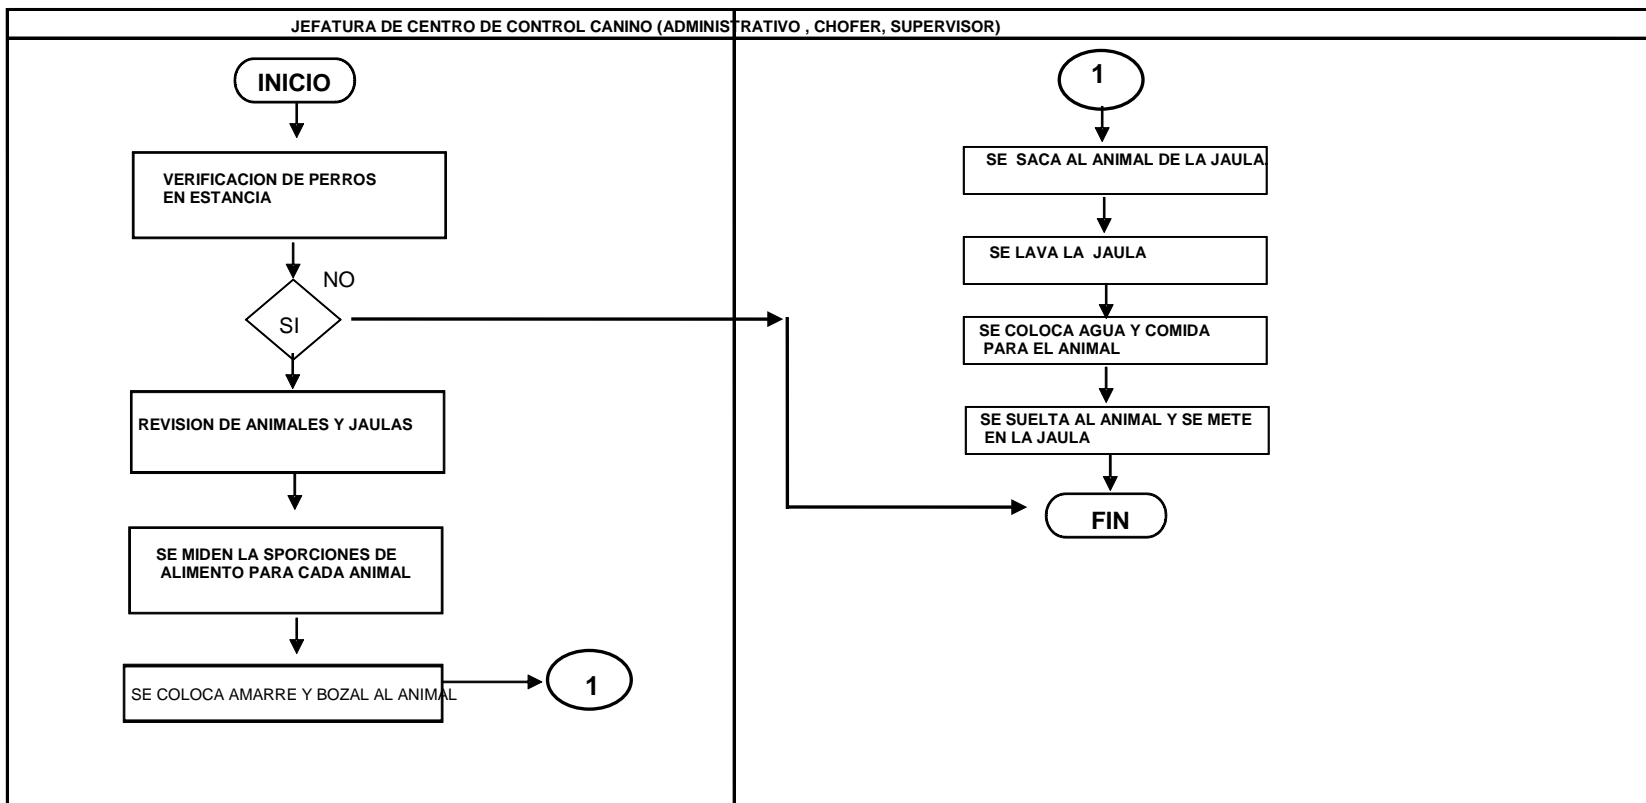 JEFATURA DE CENTRO DE CONTROL CANINO (ADMINISTRATIVO , CHOFER, SUPERVISOR)
INICIO
VERIFICACION DE PERROS
EN ESTANCIA
NO
SI
REVISION DE ANIMALES Y JAULAS
SE MIDEN LA SPORCIONES DE
ALIMENTO PARA CADA ANIMAL
SE COLOCA AMARRE Y BOZAL AL ANIMAL
1
1
SE SACA AL ANIMAL DE LA JAULA.
SE LAVA LA JAULA
SE COLOCA AGUA Y COMIDA
PARA EL ANIMAL
SE SUELTA AL ANIMAL Y SE METE
EN LA JAULA
FIN